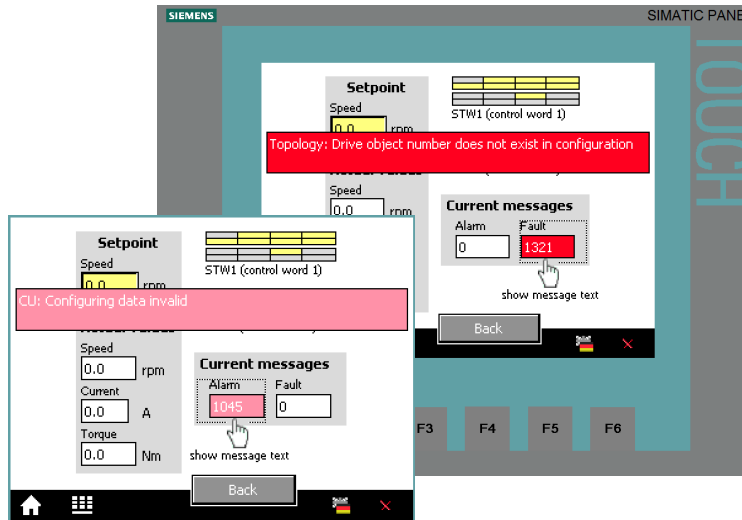 SIEMENS
SIMATIC PANE
TOUCH
Setpoint
Speed
0.0 rpm
STW1 (control word 1)
Topology: Drive object number does not exist in configuration
Speed
0.0 rpm
Current messages
Alarm Fault
0 1321
show message text
Back
F3 F4 F5 F6
Setpoint
Speed
0.0 rpm
STW1 (control word 1)
CU: Configuring data invalid
Speed
0.0 rpm
Current
0.0 A
Torque
0.0 Nm
Current messages
Alarm Fault
1045 0
show message text
Back